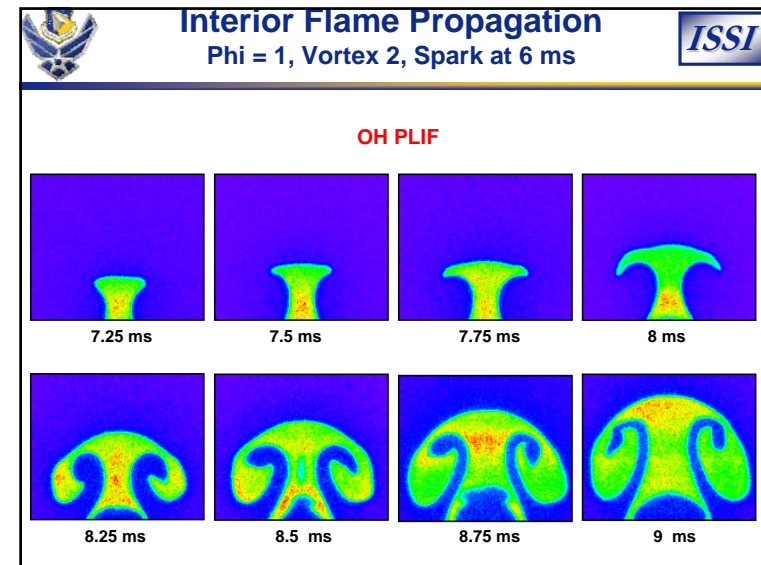 Interior Flame Propagation
Phi = 1, Vortex 2, Spark at 6 ms
ISSI
OH PLIF
7.25 ms
7.5 ms
7.75 ms
8 ms
8.25 ms
8.5 ms
8.75 ms
9 ms